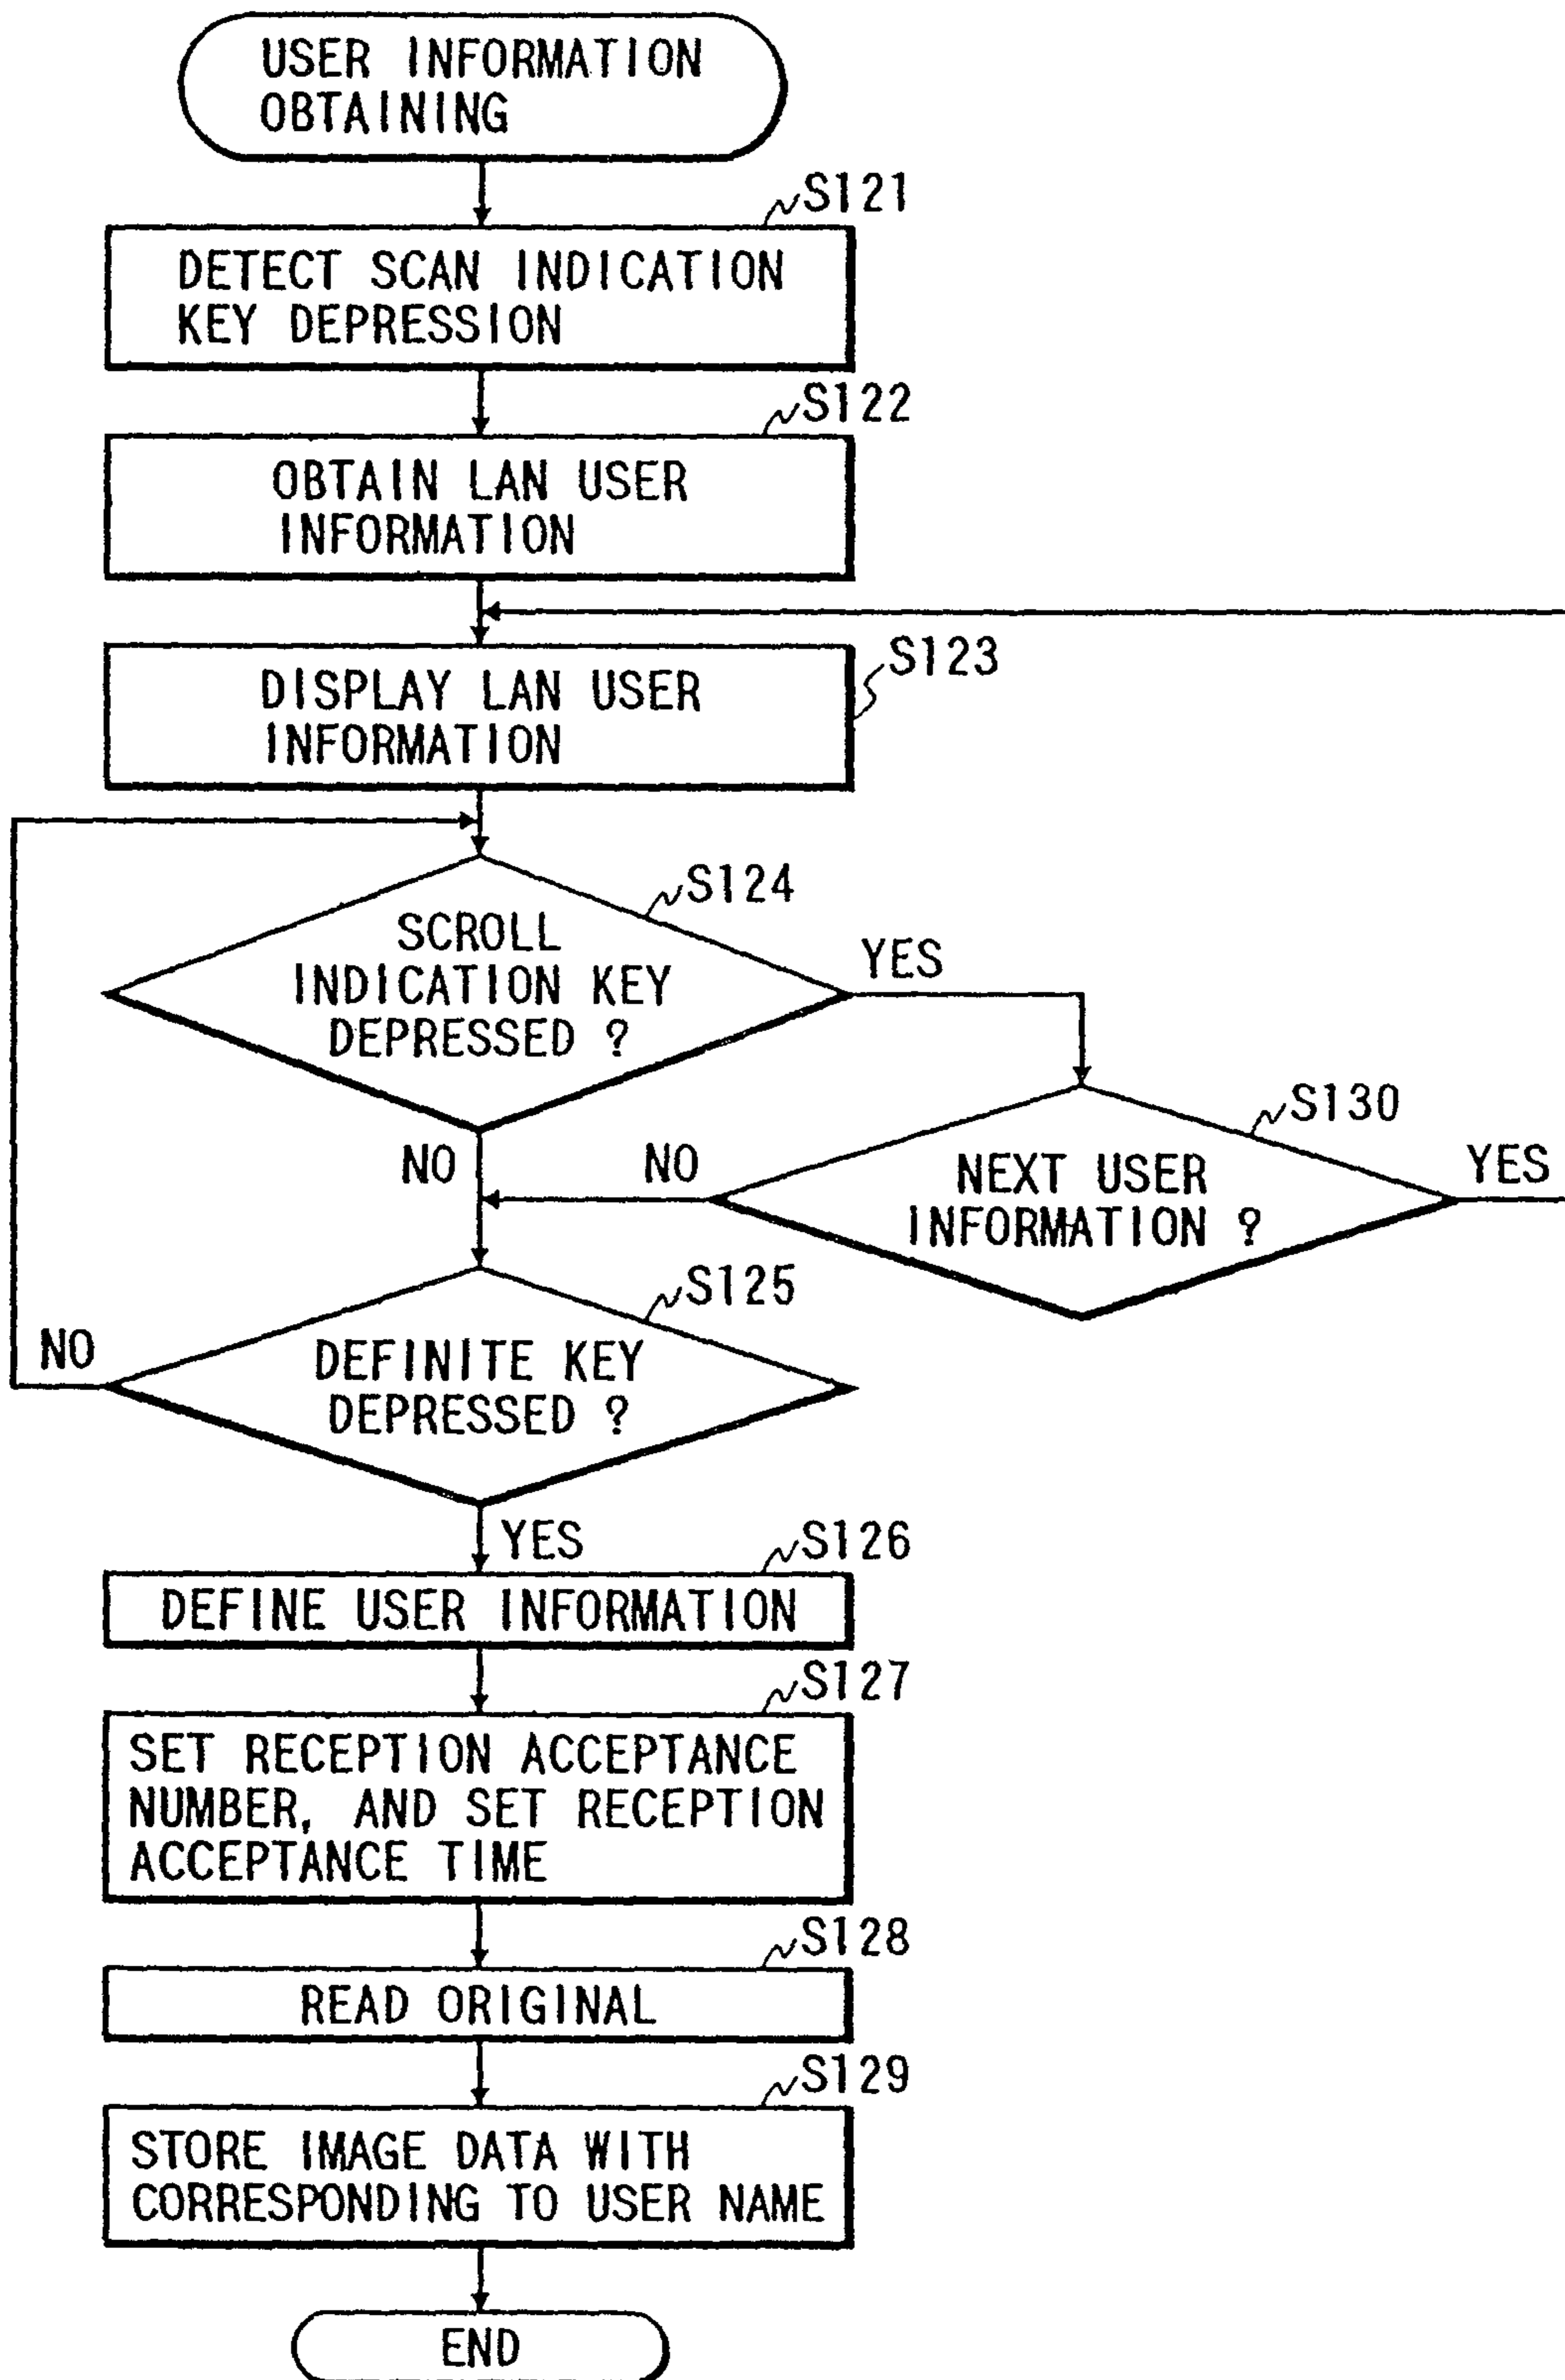 USER INFORMATION
OBTAINING
S121
DETECT SCAN INDICATION
KEY DEPRESSION
S122
OBTAIN LAN USER
INFORMATION
S123
DISPLAY LAN USER
INFORMATION
S124
SCROLL
INDICATION KEY
DEPRESSED ?
YES
S130
NO
NO
NEXT USER
INFORMATION ?
YES
S125
NO
DEFINITE KEY
DEPRESSED ?
YES
S126
DEFINE USER INFORMATION
S127
SET RECEPTION ACCEPTANCE
NUMBER, AND SET RECEPTION
ACCEPTANCE TIME
S128
READ ORIGINAL
S129
STORE IMAGE DATA WITH
CORRESPONDING TO USER NAME
END